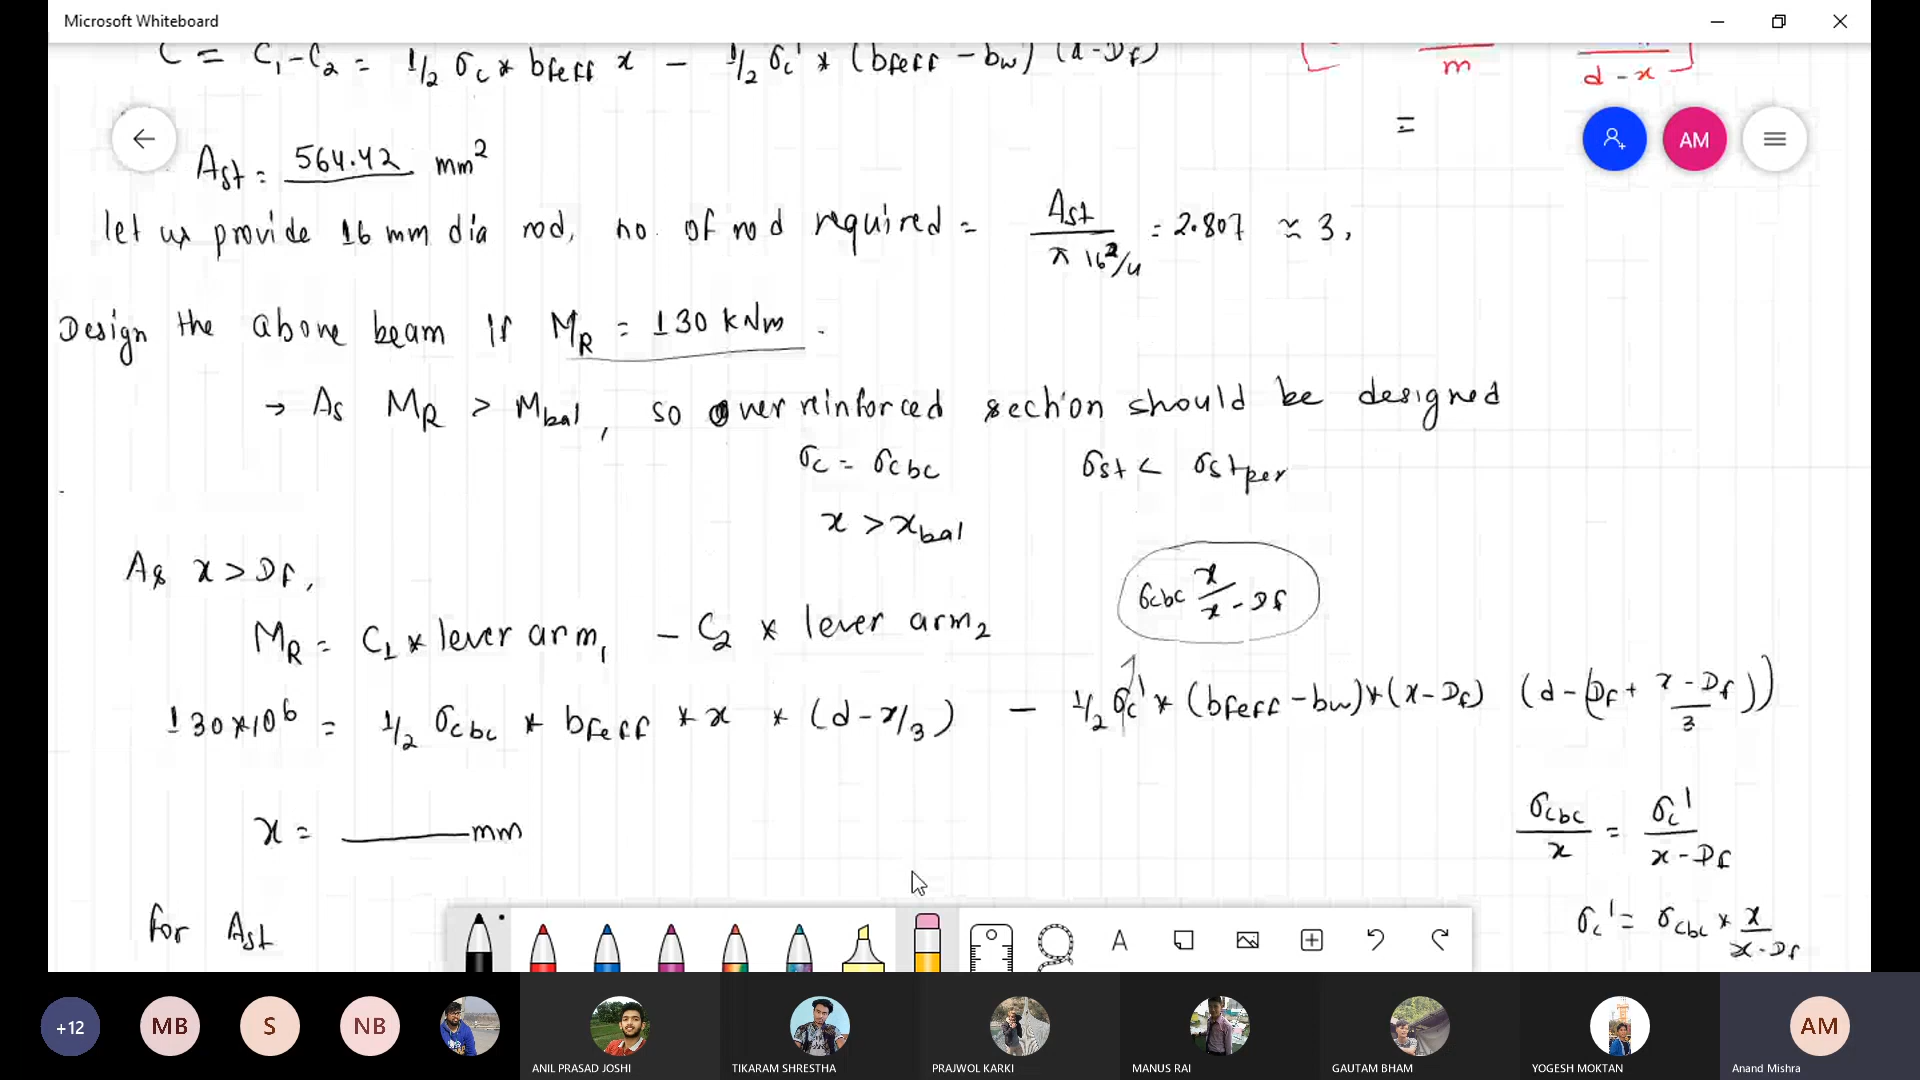 Microsoft Whiteboard
C = C₁-C₂ = 1/2 σc * bfeff x - 1/2 σc' * (bfeff - bw) (d-Df)
m
d - x
=
AM
Ast = 564.42 mm²
let us provide 16 mm dia rod, no. of rod required = Ast / π 16²/4 = 2.807 ≈ 3,
Design the above beam if MR = 130 kNm.
→ As MR > Mbal, so over reinforced section should be designed
σc = σcbc σst < σstper
x > xbal
As x > Df,
σcbc x / x - Df
MR = C1 * lever arm1 - C2 * lever arm2
130*10⁶ = 1/2 σcbc * bfeff * x * (d - x/3) - 1/2 σc' * (bfeff - bw)*(x - Df) (d - (Df + x - Df / 3))
x = ______ mm
σcbc / x = σc' / x - Df
for Ast
σc' = σcbc * x / x - Df
A
+12
MB
S
NB
ANIL PRASAD JOSHI
TIKARAM SHRESTHA
PRAJWOL KARKI
MANUS RAI
GAUTAM BHAM
YOGESH MOKTAN
AM
Anand Mishra